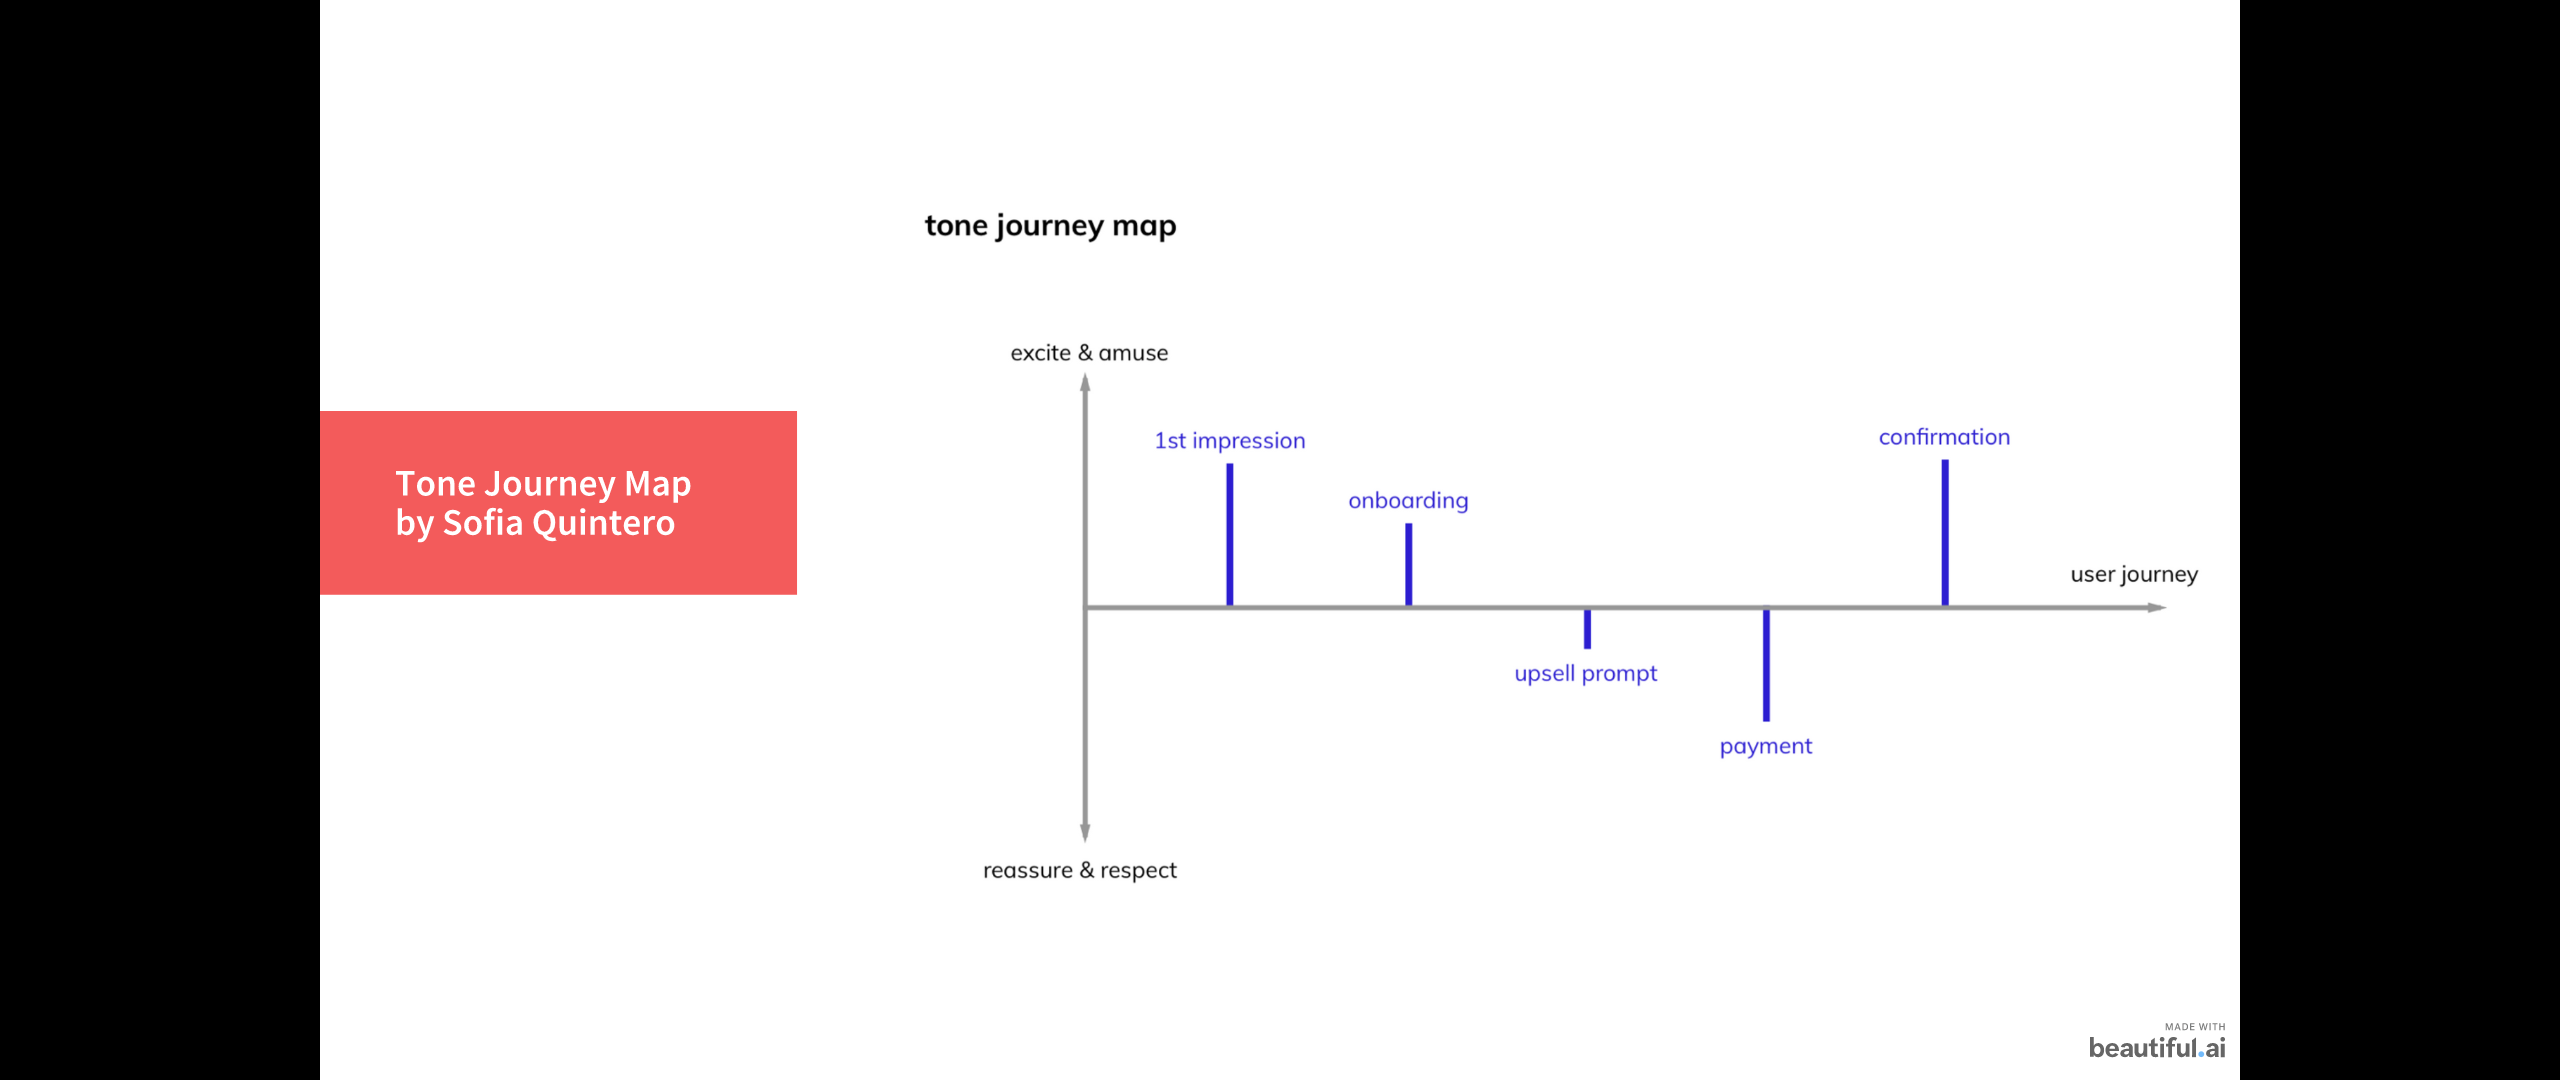 Tone Journey Map
by Sofia Quintero
tone journey map
excite & amuse
1st impression
confirmation
onboarding
user journey
upsell prompt
payment
reassure & respect
MADE WITH
beautiful.ai